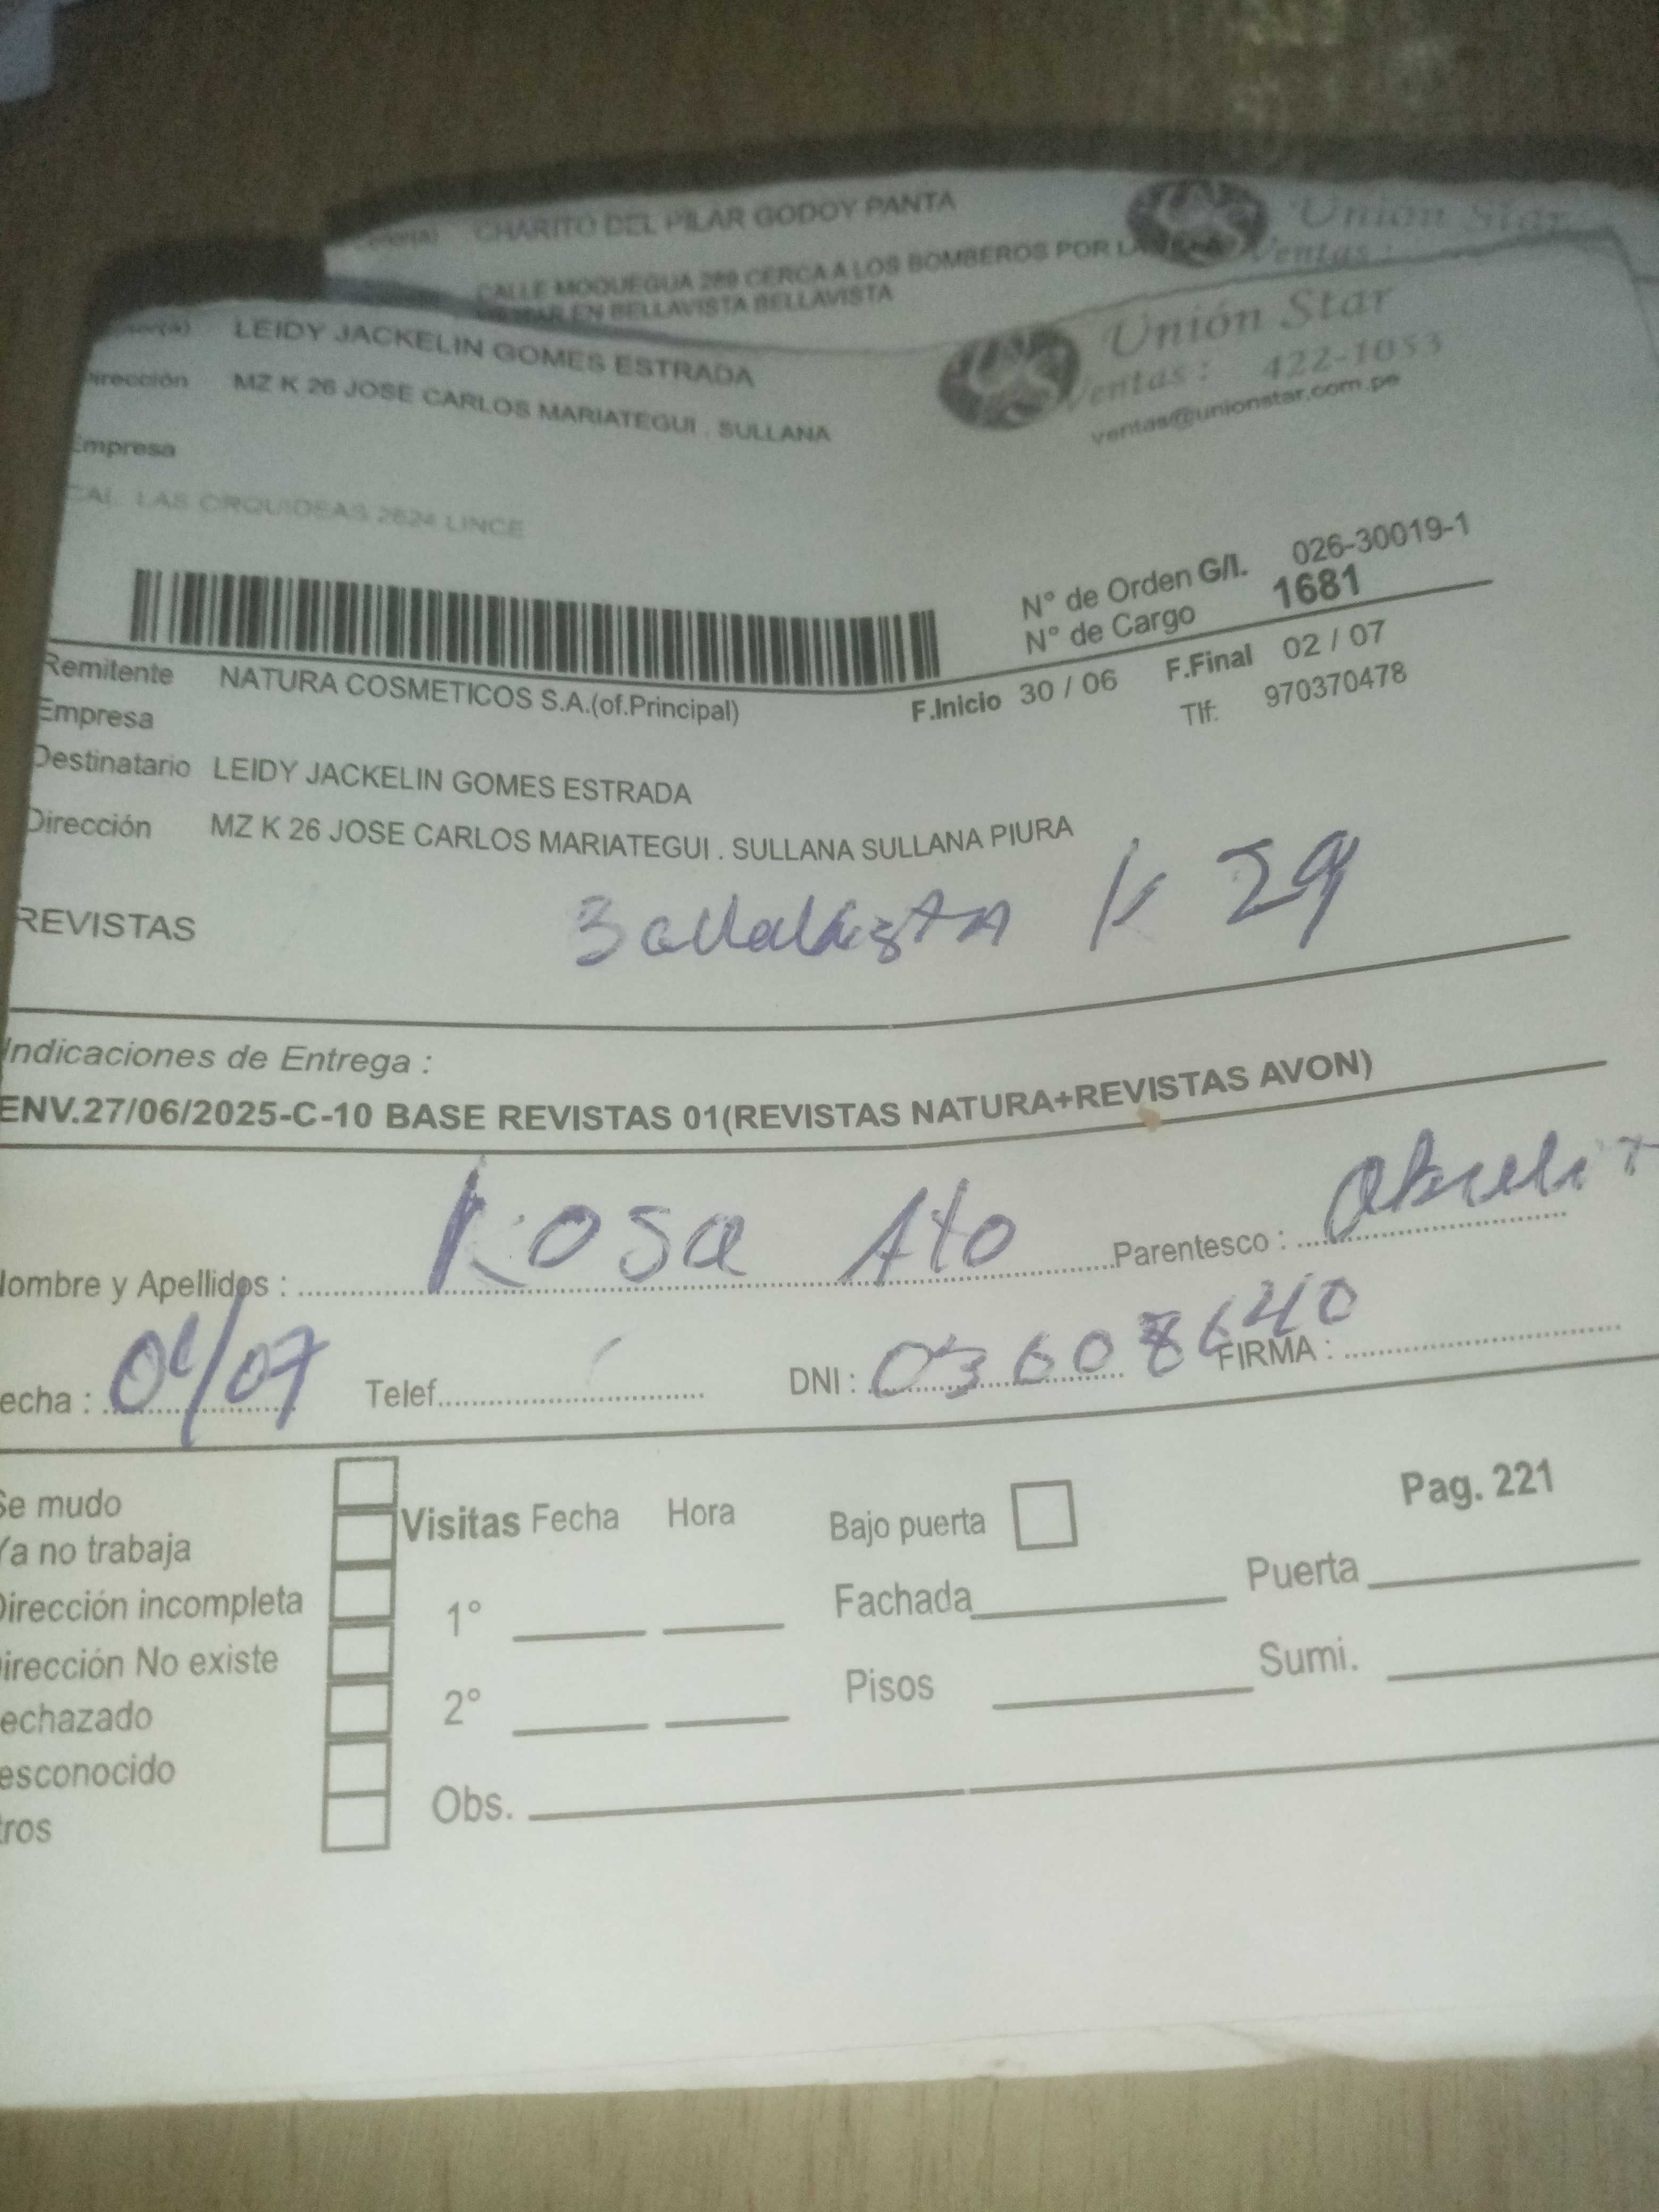 CHARITO DEL PILAR GODOY PANTA
CALLE MOQUEGUA 289 CERCA A LOS BOMBEROS POR LA
EN BELLAVISTA BELLAVISTA
Unión Star
Ventas :
LEIDY JACKELIN GOMES ESTRADA
Dirección MZ K 26 JOSE CARLOS MARIATEGUI . SULLANA
Empresa
CAL. LAS ORQUIDEAS 2624 LINCE
Unión Star
Ventas : 422-1053
ventas@unionstar.com.pe
N° de Orden G/I. 026-30019-1
N° de Cargo 1681
Remitente NATURA COSMETICOS S.A.(of.Principal)
F.Inicio 30 / 06 F.Final 02 / 07
Empresa
Tlf: 970370478
Destinatario LEIDY JACKELIN GOMES ESTRADA
Dirección MZ K 26 JOSE CARLOS MARIATEGUI . SULLANA SULLANA PIURA
REVISTAS K 29
Indicaciones de Entrega :
ENV.27/06/2025-C-10 BASE REVISTAS 01(REVISTAS NATURA+REVISTAS AVON)
Nombre y Apellidos : Rosa Ato Parentesco :
Fecha : /07 Telef. DNI : 03608640 FIRMA :
Se mudo
Ya no trabaja
Dirección incompleta
Dirección No existe
Rechazado
Desconocido
Otros
Visitas Fecha Hora
1°
2°
Obs.
Bajo puerta
Pag. 221
Fachada Puerta
Pisos Sumi.